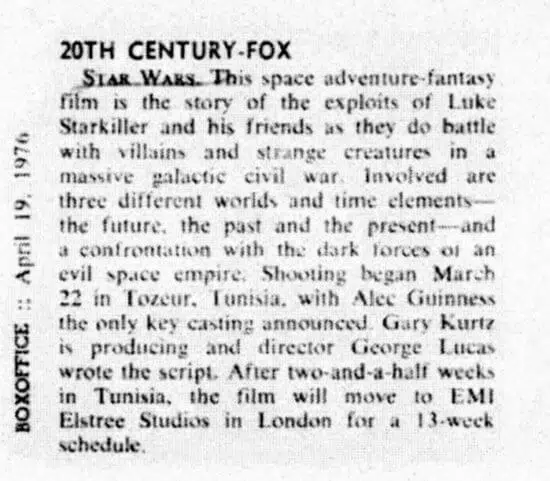 20TH CENTURY-FOX
STAR WARS. This space adventure-fantasy
film is the story of the exploits of Luke
Starkiller and his friends as they do battle
with villains and strange creatures in a
massive galactic civil war. Involved are
three different worlds and time elements—
the future, the past and the present—and
a confrontation with the dark forces of an
evil space empire. Shooting began March
22 in Tozeur, Tunisia, with Alec Guinness
the only key casting announced. Gary Kurtz
is producing and director George Lucas
wrote the script. After two-and-a-half weeks
in Tunisia, the film will move to EMI
Elstree Studios in London for a 13-week
schedule.
BOXOFFICE :: April 19, 1976